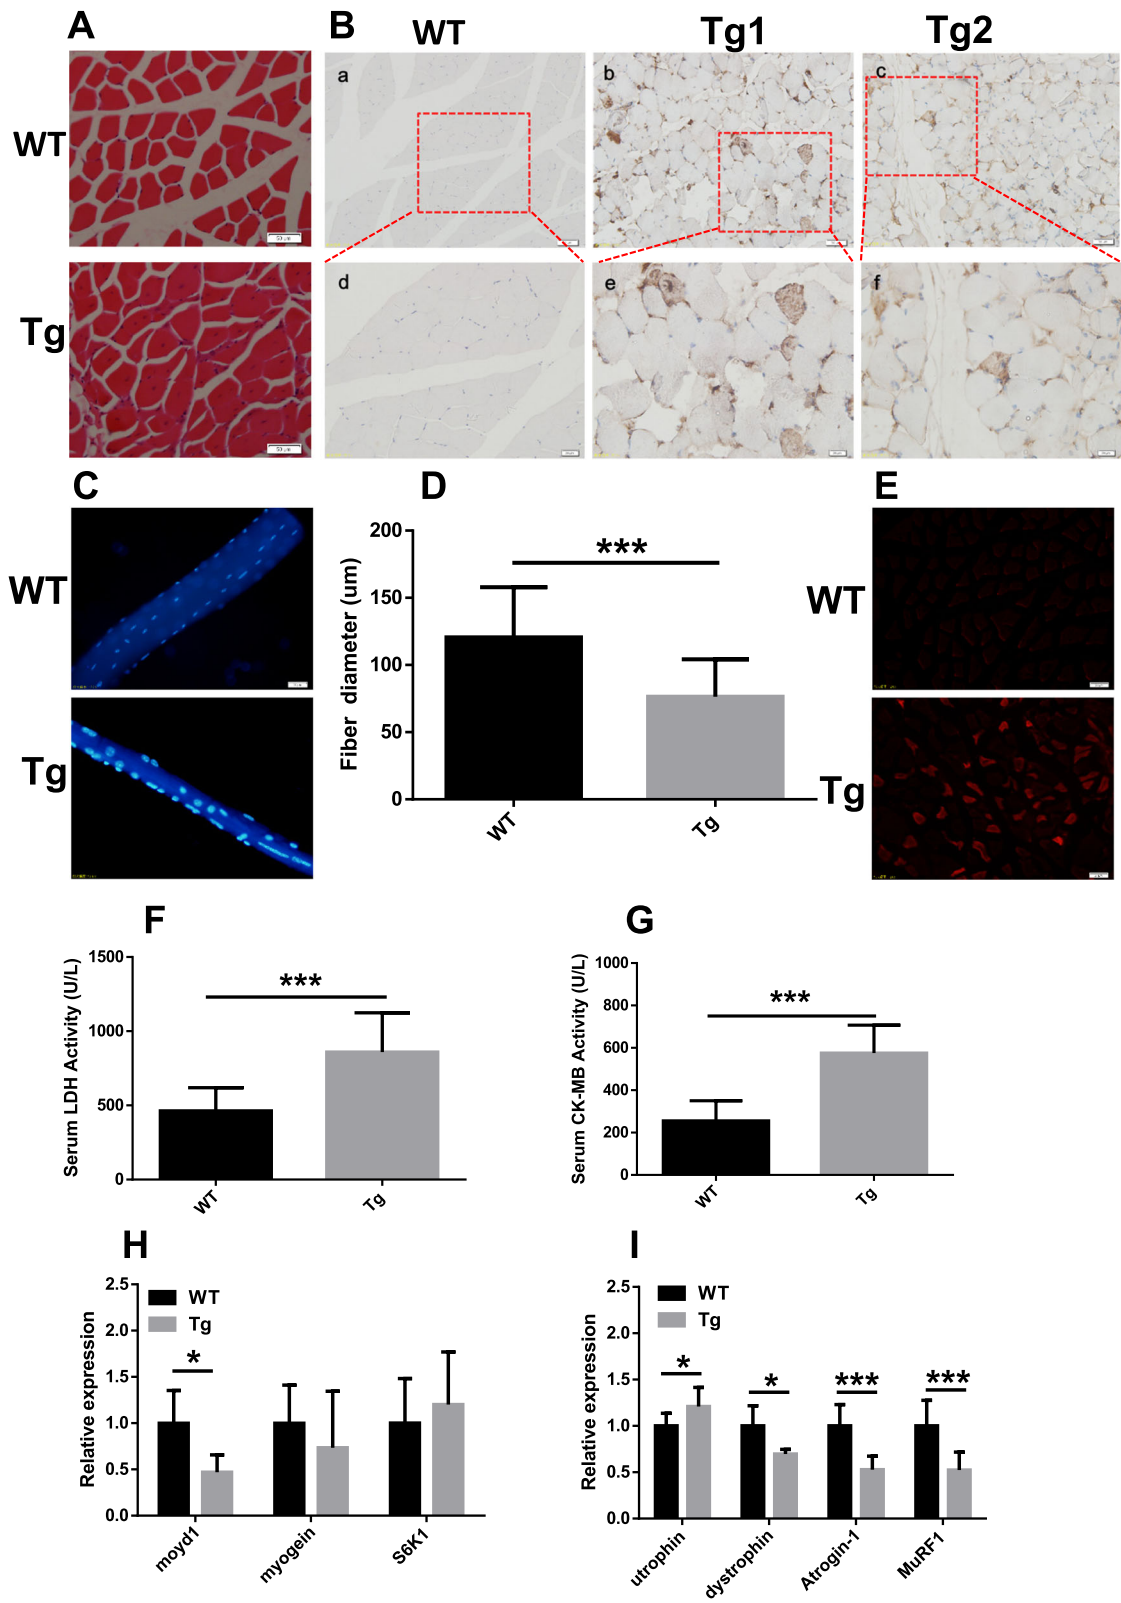 A
B
WT
Tg1
Tg2
WT
a
b
c
50 μm
Tg
d
e
f
50 μm
C
D
E
WT
Tg
Fiber diameter (um)
200
150
100
50
0
***
WT
Tg
WT
Tg
F
G
Serum LDH Activity (U/L)
1500
1000
500
0
***
WT
Tg
Serum CK-MB Activity (U/L)
1000
800
600
400
200
0
***
WT
Tg
H
I
Relative expression
2.5
2.0
1.5
1.0
0.5
0.0
WT
Tg
*
moyd1
myogein
S6K1
Relative expression
2.5
2.0
1.5
1.0
0.5
0.0
WT
Tg
*
*
***
***
utrophin
dystrophin
Atrogin-1
MuRF1